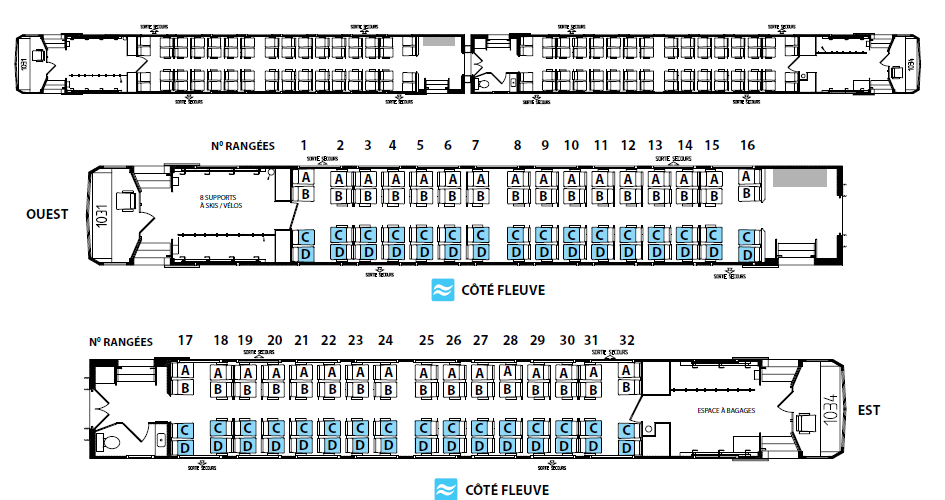 SORTIE SECOURS SORTIE SECOURS SORTIE SECOURS SORTIE SECOURS
1031 1034
SORTIE SECOURS SORTIE SECOURS SORTIE SECOURS SORTIE SECOURS
Nº RANGÉES 1 2 3 4 5 6 7 8 9 10 11 12 13 14 15 16
SORTIE SECOURS SORTIE SECOURS
A A A A A A A A A A A A A A A A
B B B B B B B B B B B B B B B B
8 SUPPORTS
À SKIS / VÉLOS
OUEST
1031
C C C C C C C C C C C C C C C C
D D D D D D D D D D D D D D D D
SORTIE SECOURS SORTIE SECOURS
CÔTÉ FLEUVE
Nº RANGÉES 17 18 19 20 21 22 23 24 25 26 27 28 29 30 31 32
SORTIE SECOURS SORTIE SECOURS
A A A A A A A A A A A A A A A A
B B B B B B B B B B B B B B B B
ESPACE À BAGAGES
1034
EST
C C C C C C C C C C C C C C C C
D D D D D D D D D D D D D D D D
SORTIE SECOURS SORTIE SECOURS
CÔTÉ FLEUVE